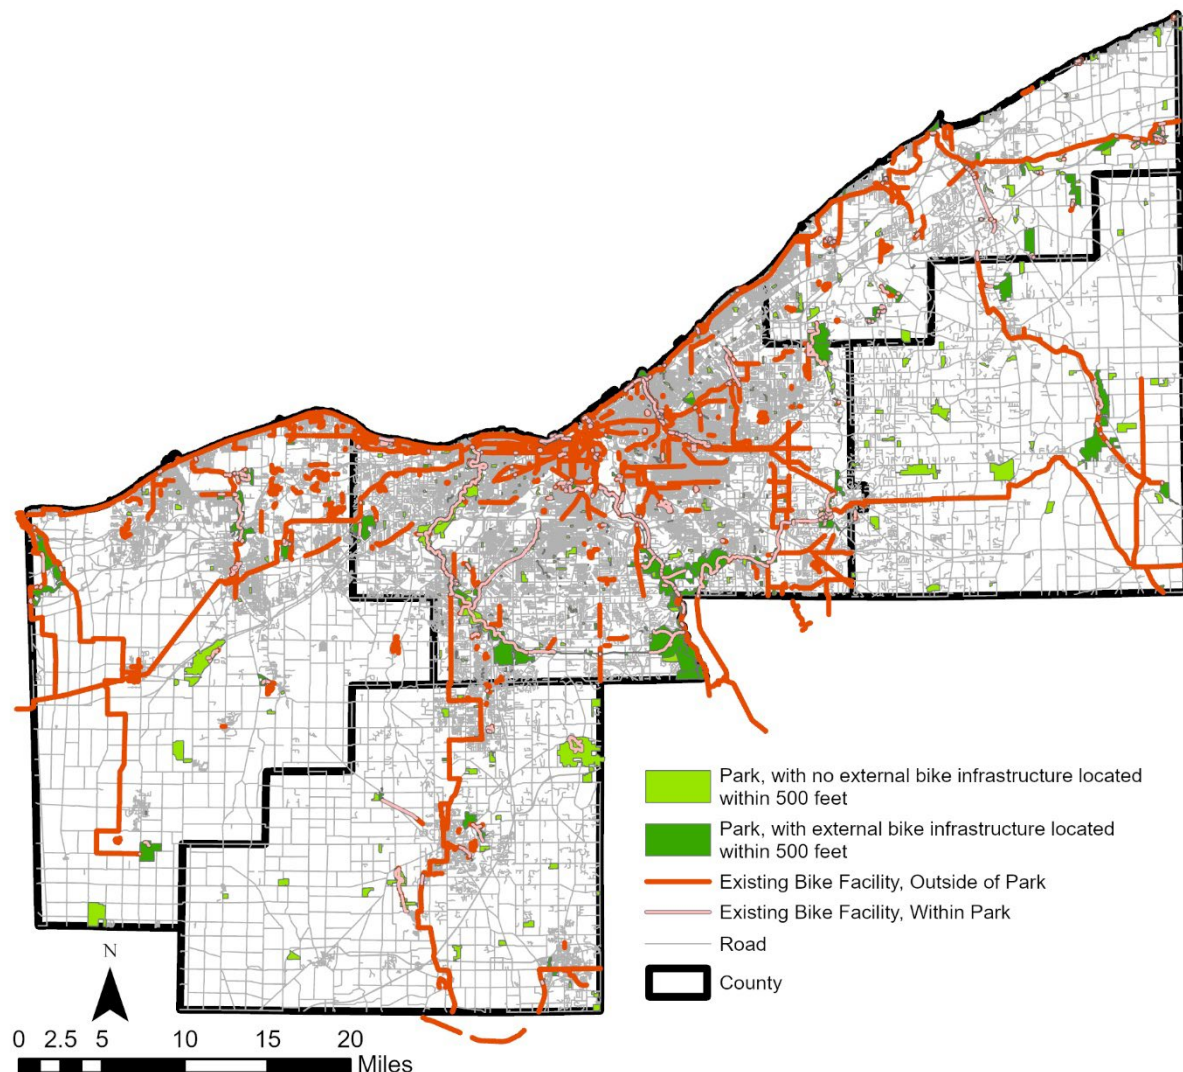 Park, with no external bike infrastructure located
within 500 feet
Park, with external bike infrastructure located
within 500 feet
Existing Bike Facility, Outside of Park
Existing Bike Facility, Within Park
Road
County
N
0 2.5 5 10 15 20
Miles